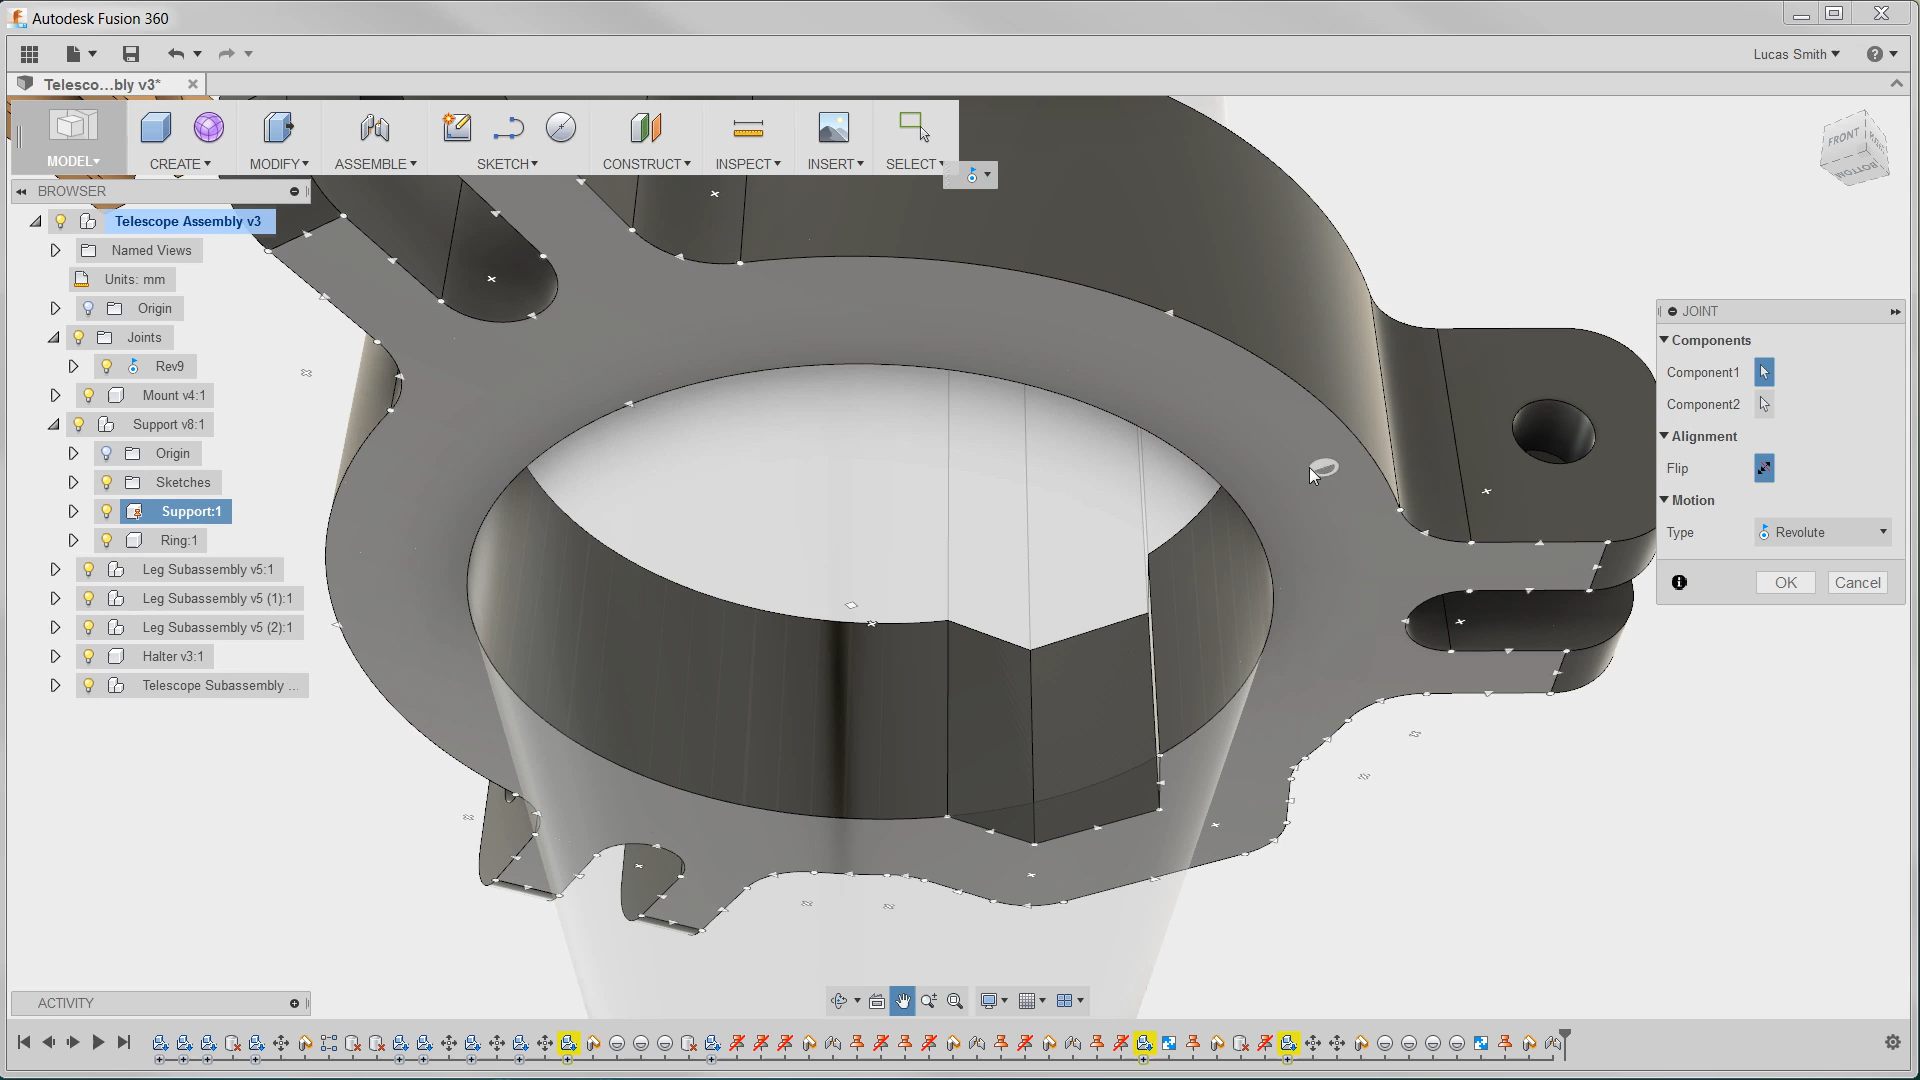 Autodesk Fusion 360
Lucas Smith
Telesco...bly v3*
MODEL
CREATE
MODIFY
ASSEMBLE
SKETCH
CONSTRUCT
INSPECT
INSERT
SELECT
BROWSER
Telescope Assembly v3
Named Views
Units: mm
Origin
Joints
Rev9
Mount v4:1
Support v8:1
Origin
Sketches
Support:1
Ring:1
Leg Subassembly v5:1
Leg Subassembly v5 (1):1
Leg Subassembly v5 (2):1
Halter v3:1
Telescope Subassembly ...
FRONT
BOTTOM
JOINT
Components
Component1
Component2
Alignment
Flip
Motion
Type Revolute
OK Cancel
ACTIVITY